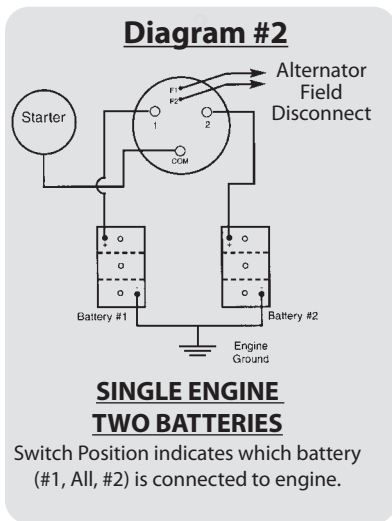 Diagram #2
F1
F2
Alternator
Field
Disconnect
Starter
1
2
COM
+
+
-
-
Battery #1
Battery #2
Engine
Ground
SINGLE ENGINE
TWO BATTERIES
Switch Position indicates which battery
(#1, All, #2) is connected to engine.